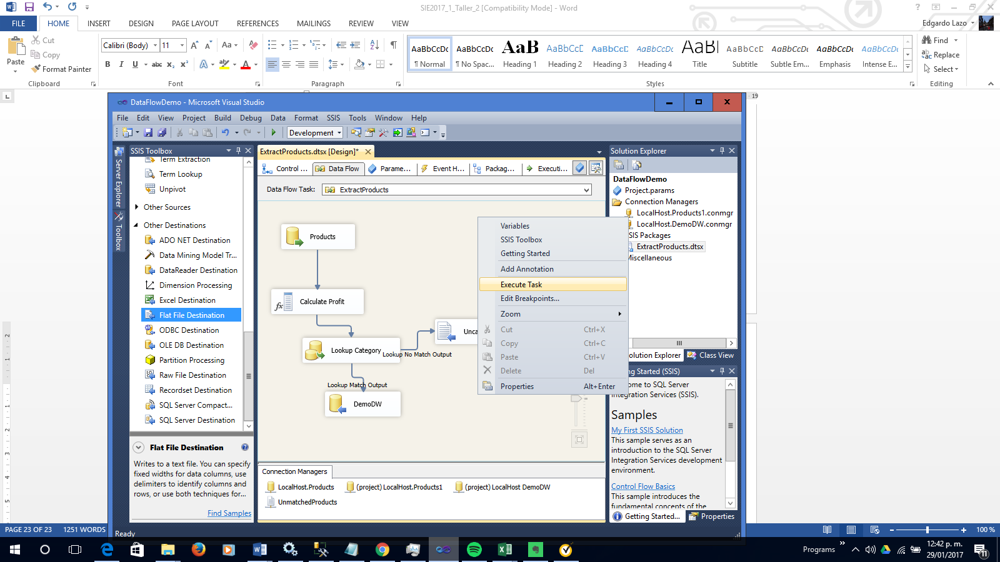 SIE2017_1_Taller_2 [Compatibility Mode] - Word
FILE HOME INSERT DESIGN PAGE LAYOUT REFERENCES MAILINGS REVIEW VIEW
Edgardo Lazo
Paste
Cut
Copy
Format Painter
Clipboard
Calibri (Body) 11
Font
Paragraph
AaBbCcDc AaBbCcDc AaB AaBbCcD AaBbCcD AaBbCcDc AaBl AaBbCcD AaBbCcDc AaBbCcDc AaBbCcDc
¶ Normal ¶ No Spac... Heading 1 Heading 2 Heading 3 Heading 4 Title Subtitle Subtle Em... Emphasis Intense E...
Styles
Find
Replace
Select
Editing
19
DataFlowDemo - Microsoft Visual Studio
File Edit View Project Build Debug Data Format SSIS Tools Window Help
Development
Server Explorer
Toolbox
SSIS Toolbox
Term Extraction
Term Lookup
Unpivot
Other Sources
Other Destinations
ADO NET Destination
Data Mining Model Tr...
DataReader Destination
Dimension Processing
Excel Destination
Flat File Destination
ODBC Destination
OLE DB Destination
Partition Processing
Raw File Destination
Recordset Destination
SQL Server Compact...
SQL Server Destination
Flat File Destination
Writes to a text file. You can specify
fixed widths for data columns, use
delimiters to identify columns and
rows, or use both techniques for...
Find Samples
ExtractProducts.dtsx [Design]*
Control ... Data Flow Parame... Event H... Packag... Executi...
Data Flow Task: ExtractProducts
Products
Calculate Profit
Lookup Category
Lookup No Match Output
Unca
Lookup Match Output
DemoDW
Variables
SSIS Toolbox
Getting Started
Add Annotation
Execute Task
Edit Breakpoints...
Zoom
Cut Ctrl+X
Copy Ctrl+C
Paste Ctrl+V
Delete Del
Properties Alt+Enter
Connection Managers
LocalHost.Products (project) LocalHost.Products1 (project) LocalHost DemoDW
UnmatchedProducts
Solution Explorer
DataFlowDemo
Project.params
Connection Managers
LocalHost.Products1.conmgr
LocalHost.DemoDW.conmgr
SIS Packages
ExtractProducts.dtsx
Miscellaneous
olution Explorer Class View
ng Started (SSIS)
ome to SQL Server
Integration Services (SSIS).
Samples
My First SSIS Solution
This sample serves as an
introduction to the SQL Server
Integration Services development
environment.
Control Flow Basics
This sample introduces the
fundamental concepts of the
Getting Started... Properties
Ready
PAGE 23 OF 23 1251 WORDS
100 %
Programs
12:42 p. m.
29/01/2017
11